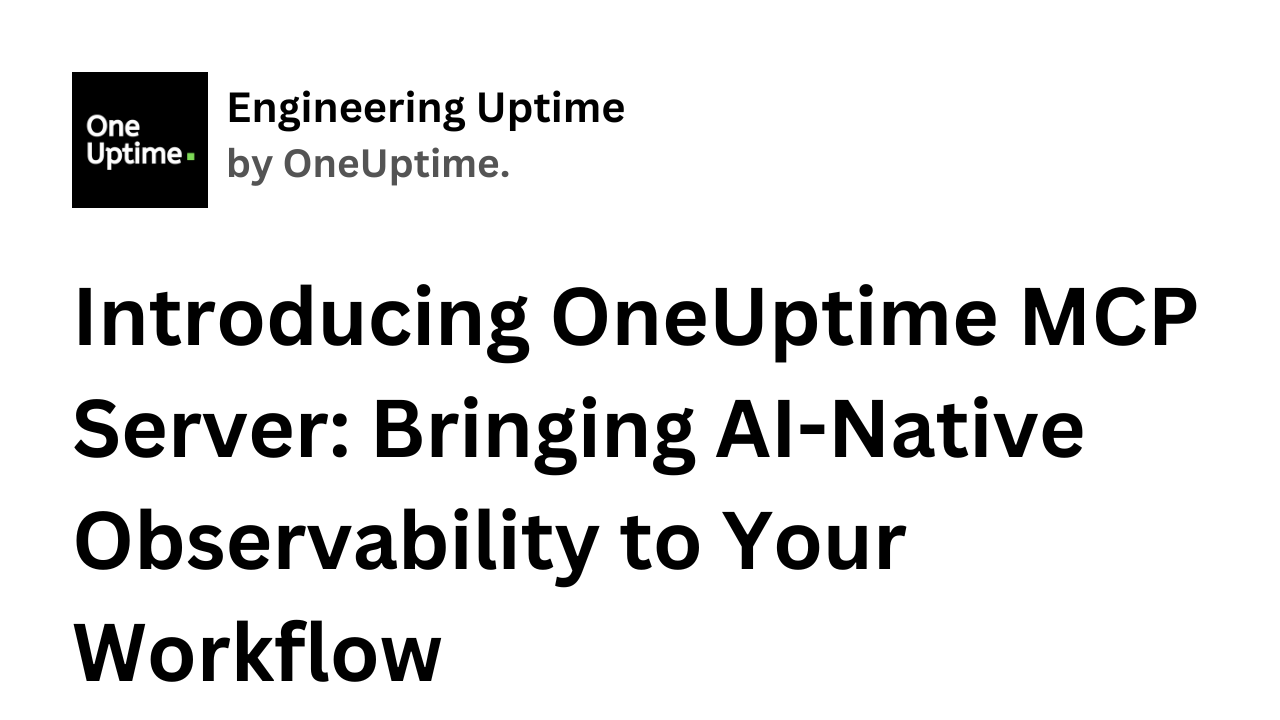 One
Uptime.
Engineering Uptime
by OneUptime.
Introducing OneUptime MCP
Server: Bringing AI-Native
Observability to Your
Workflow